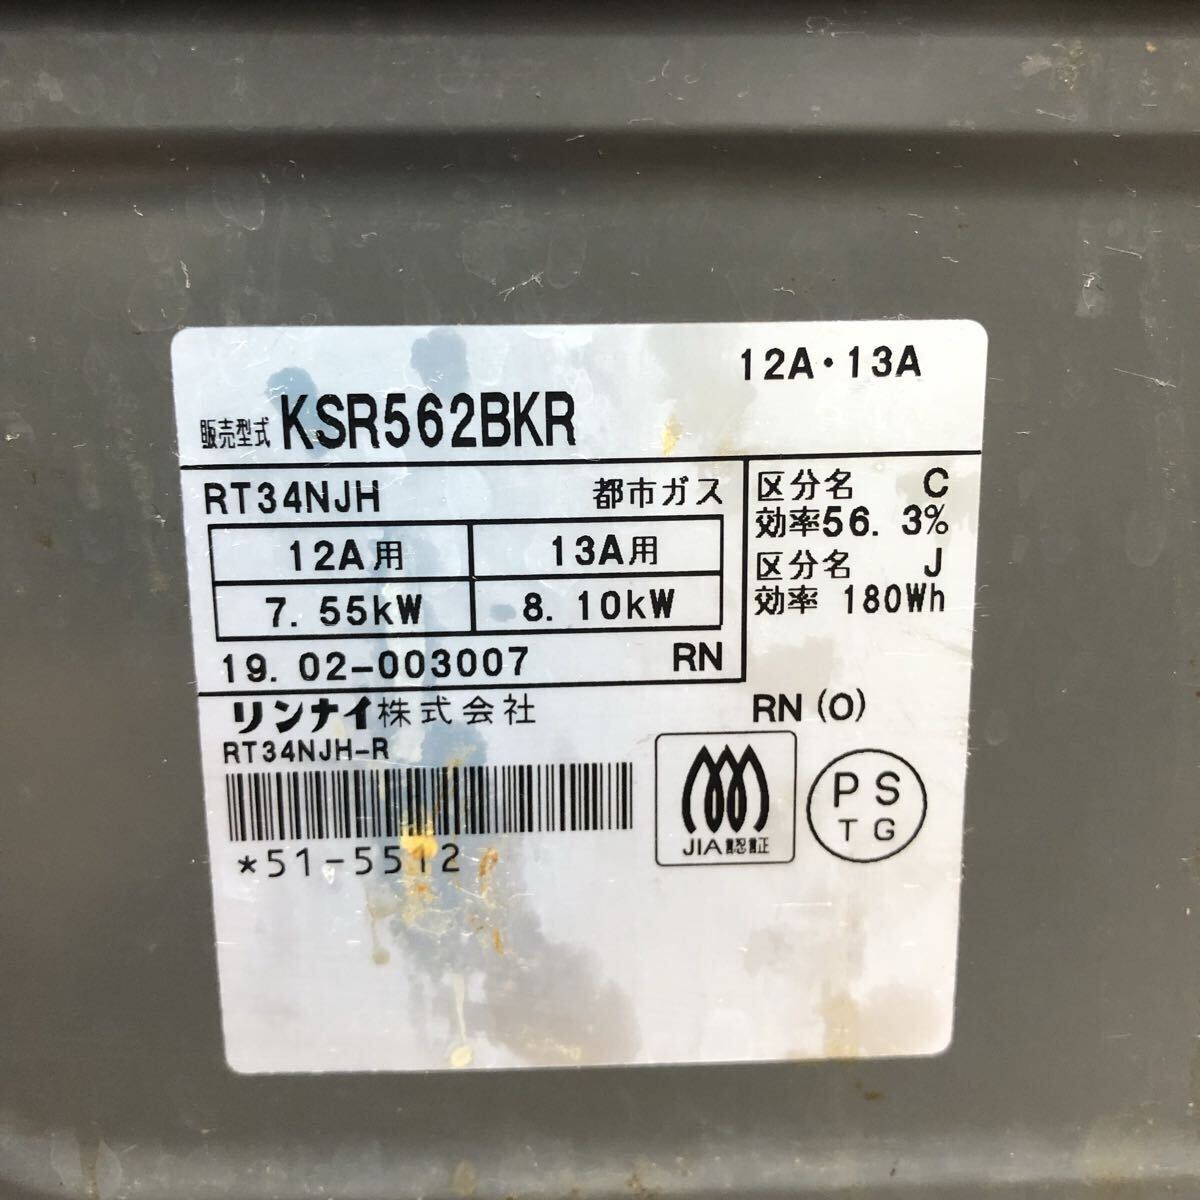 12A・13A
販売型式 KSR562BKR
RT34NJH 都市ガス
12A用 13A用
7.55kW 8.10kW
19.02-003007 RN
区分名 C
効率56.3%
区分名 J
効率 180Wh
リンナイ株式会社 RN(O)
RT34NJH-R
*51-5512
JIA認証
PS
TG